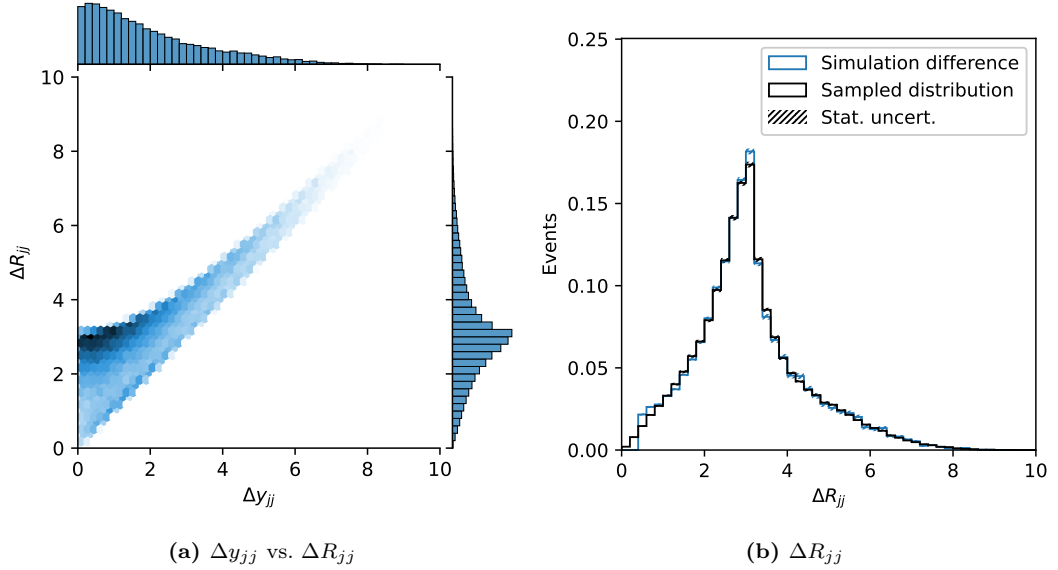 10
8
6
4
2
0
ΔR_jj
0 2 4 6 8 10
Δy_jj
(a) Δy_jj vs. ΔR_jj
0.25
0.20
0.15
0.10
0.05
0.00
Events
Simulation difference
Sampled distribution
Stat. uncert.
0 2 4 6 8 10
ΔR_jj
(b) ΔR_jj